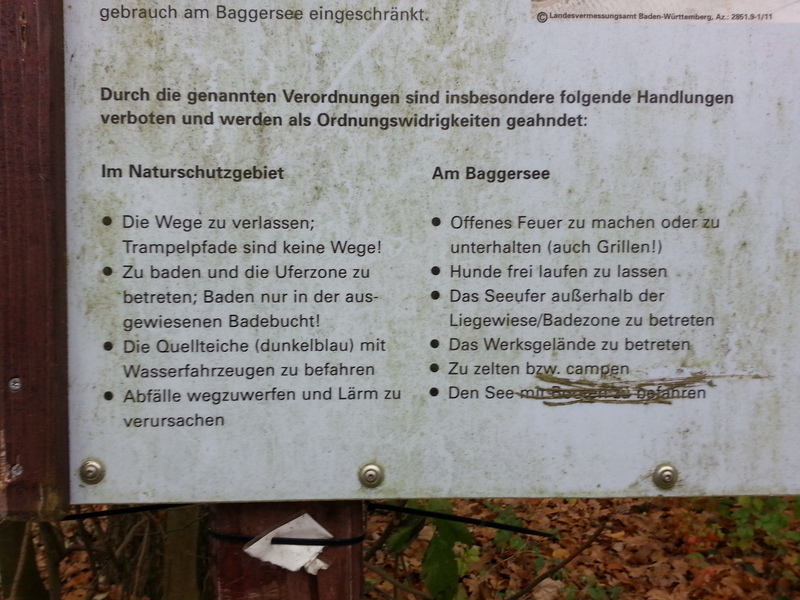 gebrauch am Baggersee eingeschränkt.
© Landesvermessungsamt Baden-Württemberg, Az.: 2851.9-1/11
Durch die genannten Verordnungen sind insbesondere folgende Handlungen
verboten und werden als Ordnungswidrigkeiten geahndet:
Im Naturschutzgebiet
• Die Wege zu verlassen;
Trampelpfade sind keine Wege!
• Zu baden und die Uferzone zu
betreten; Baden nur in der aus-
gewiesenen Badebucht!
• Die Quellteiche (dunkelblau) mit
Wasserfahrzeugen zu befahren
• Abfälle wegzuwerfen und Lärm zu
verursachen
Am Baggersee
• Offenes Feuer zu machen oder zu
unterhalten (auch Grillen!)
• Hunde frei laufen zu lassen
• Das Seeufer außerhalb der
Liegewiese/Badezone zu betreten
• Das Werksgelände zu betreten
• Zu zelten bzw. campen
• Den See mit Booten zu befahren